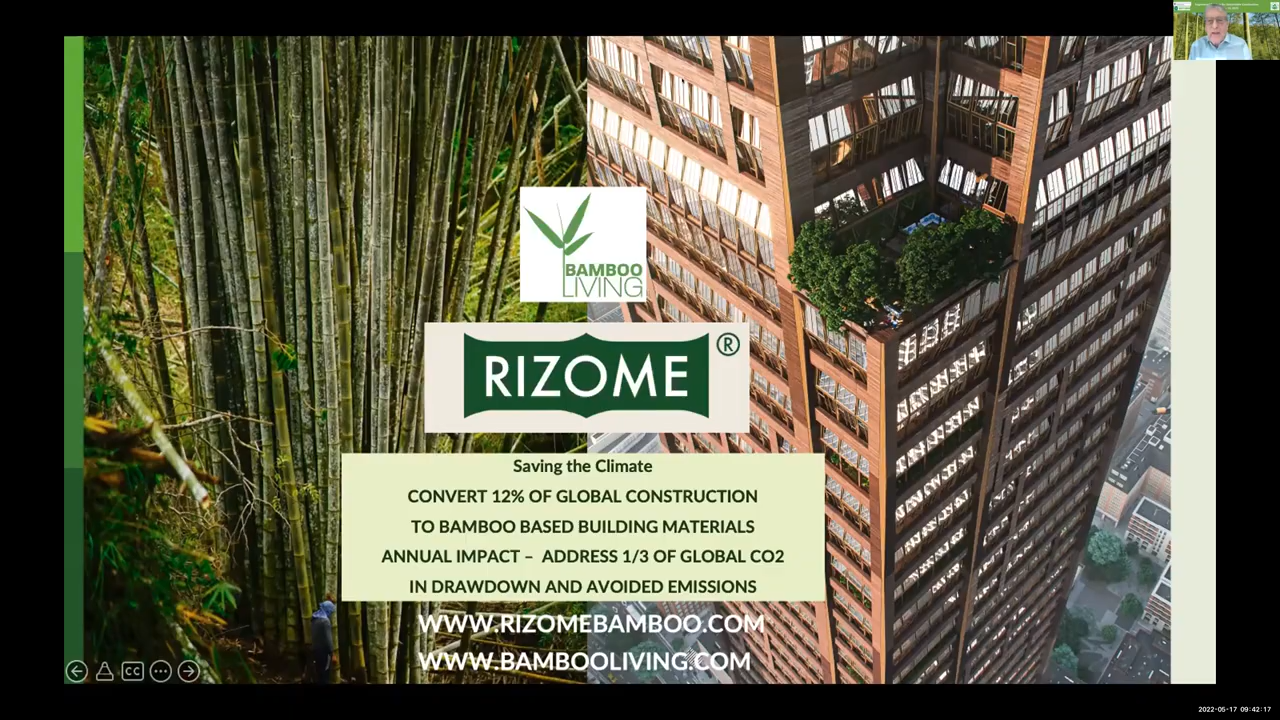 BAMBOO
LIVING
RIZOME®
Saving the Climate
CONVERT 12% OF GLOBAL CONSTRUCTION
TO BAMBOO BASED BUILDING MATERIALS
ANNUAL IMPACT – ADDRESS 1/3 OF GLOBAL CO2
IN DRAWDOWN AND AVOIDED EMISSIONS
WWW.RIZOMEBAMBOO.COM
WWW.BAMBOOLIVING.COM
CC
2022-05-17 09:42:17